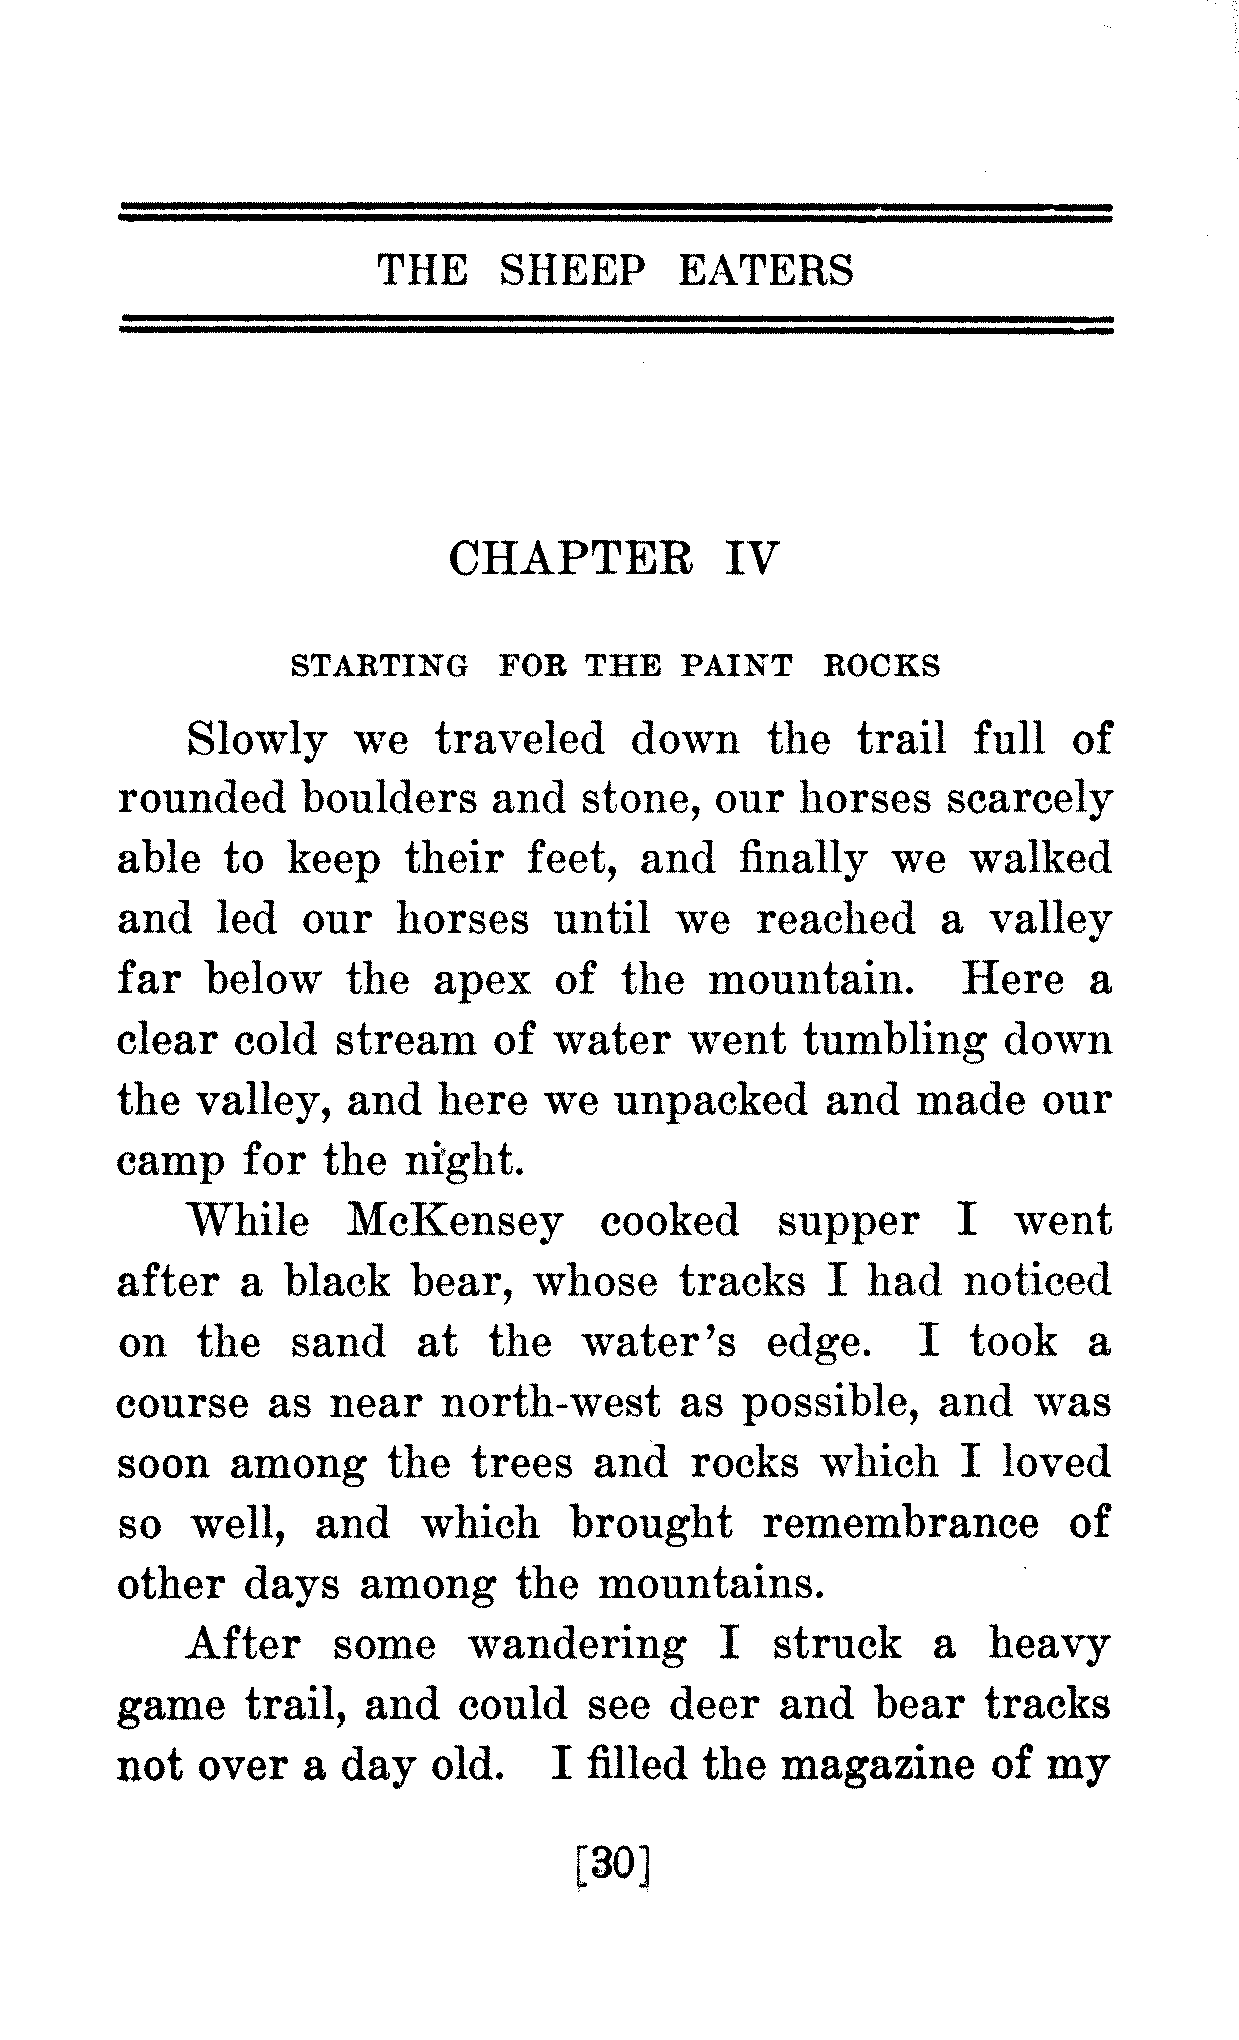 THE SHEEP EATERS
CHAPTER IV
STARTING FOR THE PAINT ROCKS
Slowly we traveled down the trail full of
rounded boulders and stone, our horses scarcely
able to keep their feet, and finally we walked
and led our horses until we reached a valley
far below the apex of the mountain. Here a
clear cold stream of water went tumbling down
the valley, and here we unpacked and made our
camp for the night.
While McKensey cooked supper I went
after a black bear, whose tracks I had noticed
on the sand at the water's edge. I took a
course as near north-west as possible, and was
soon among the trees and rocks which I loved
so well, and which brought remembrance of
other days among the mountains.
After some wandering I struck a heavy
game trail, and could see deer and bear tracks
not over a day old. I filled the magazine of my
[30]